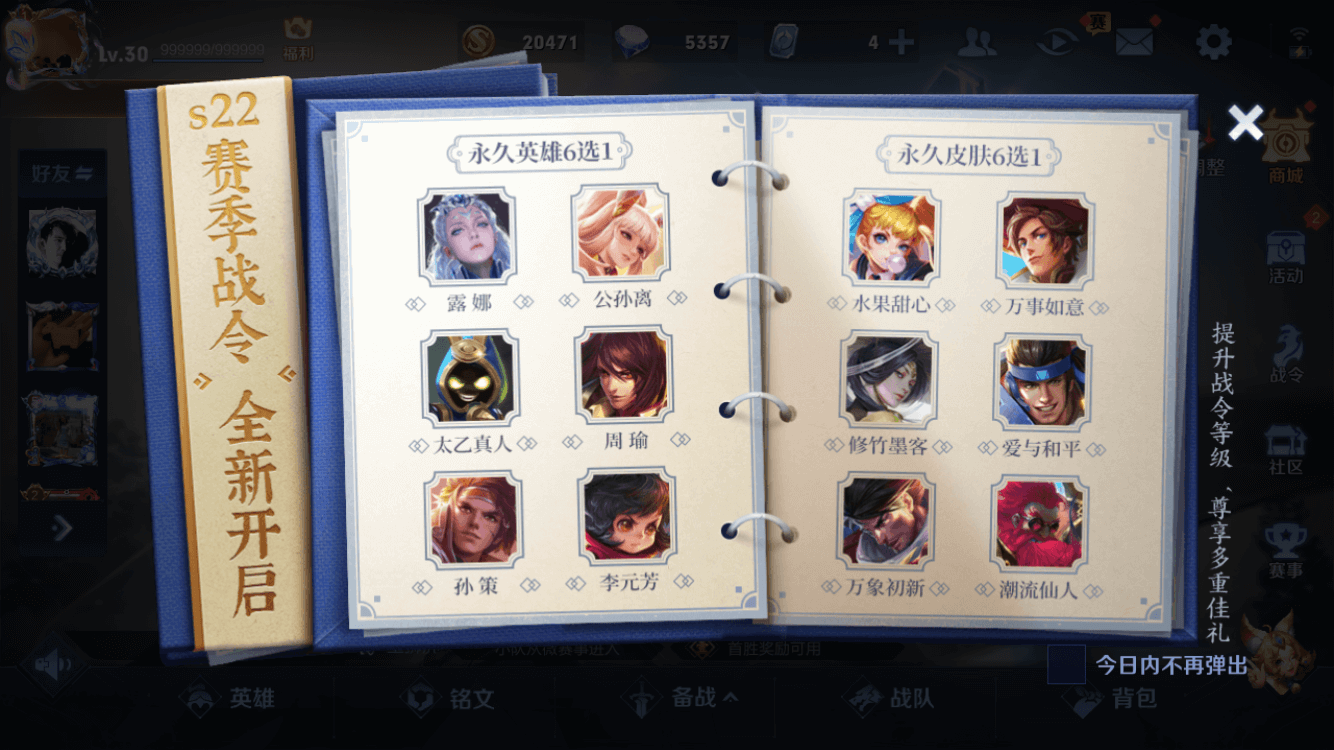 Lv.30
999999/999999
福利
20471
5357
4
赛
s22赛季战令 全新开启
永久英雄6选1
露娜
公孙离
太乙真人
周瑜
孙策
李元芳
永久皮肤6选1
水果甜心
万事如意
修竹墨客
爱与和平
万象初新
潮流仙人
提升战令等级、尊享多重佳礼
今日内不再弹出
好友
商城
2
活动
战令
社区
赛事
首胜奖励可用
英雄
铭文
备战
战队
背包